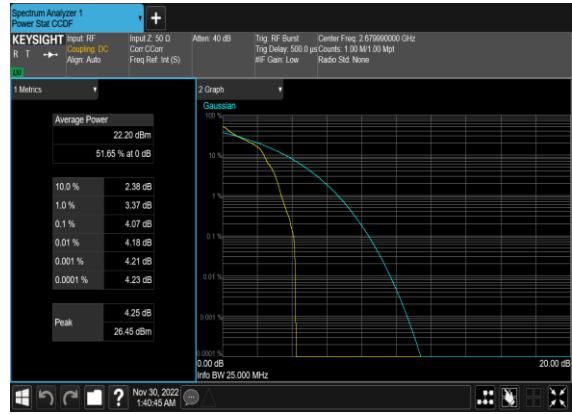 Spectrum Analyzer 1
Power Stat CCDF
KEYSIGHT Input: RF Input Z: 50 Ω Atten: 40 dB Trig: RF Burst Center Freq: 2.679990000 GHz
R T Coupling: DC Corr CCorr Trig Delay: 500.0 µs Counts: 1.00 M/1.00 Mpt
Align: Auto Freq Ref: Int (S) #IF Gain: Low Radio Std: None
LNI
1 Metrics
2 Graph
Average Power
22.20 dBm
51.65 % at 0 dB
10.0 % 2.38 dB
1.0 % 3.37 dB
0.1 % 4.07 dB
0.01 % 4.18 dB
0.001 % 4.21 dB
0.0001 % 4.23 dB
Peak 4.25 dB
26.45 dBm
Gaussian
100 %
10 %
1 %
0.1 %
0.01 %
0.001 %
0.0001 %
0.00 dB 20.00 dB
Info BW 25.000 MHz
? Nov 30, 2022
1:40:45 AM